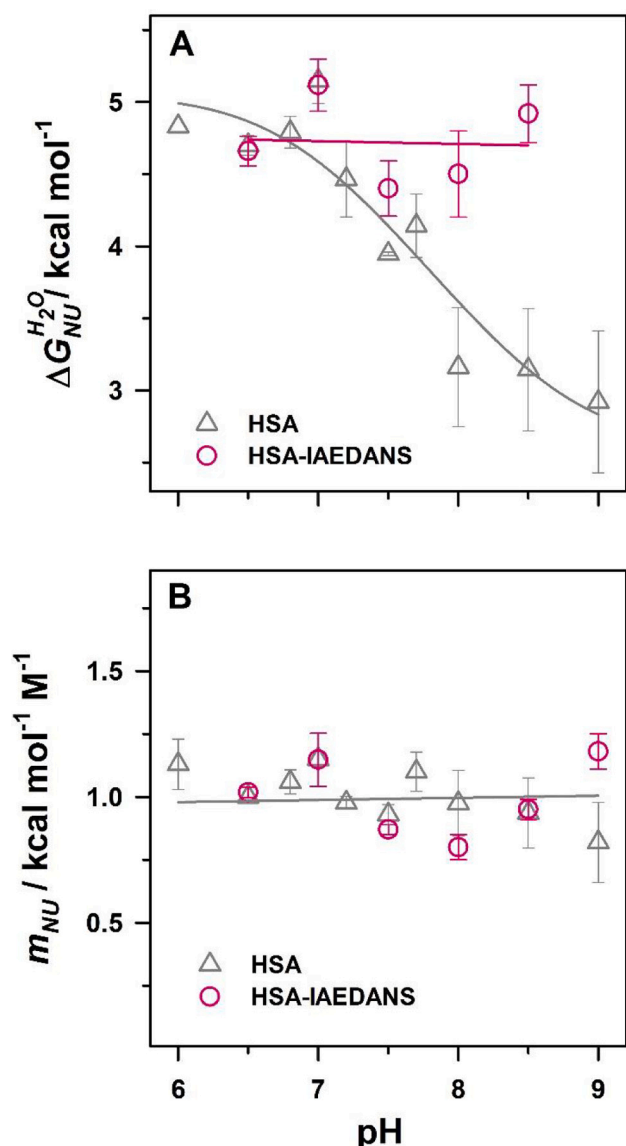 A
5
4
3
ΔG_NU^H₂O / kcal mol⁻¹
HSA
HSA-IAEDANS
B
1.5
1.0
0.5
m_NU / kcal mol⁻¹ M⁻¹
HSA
HSA-IAEDANS
6 7 8 9
pH